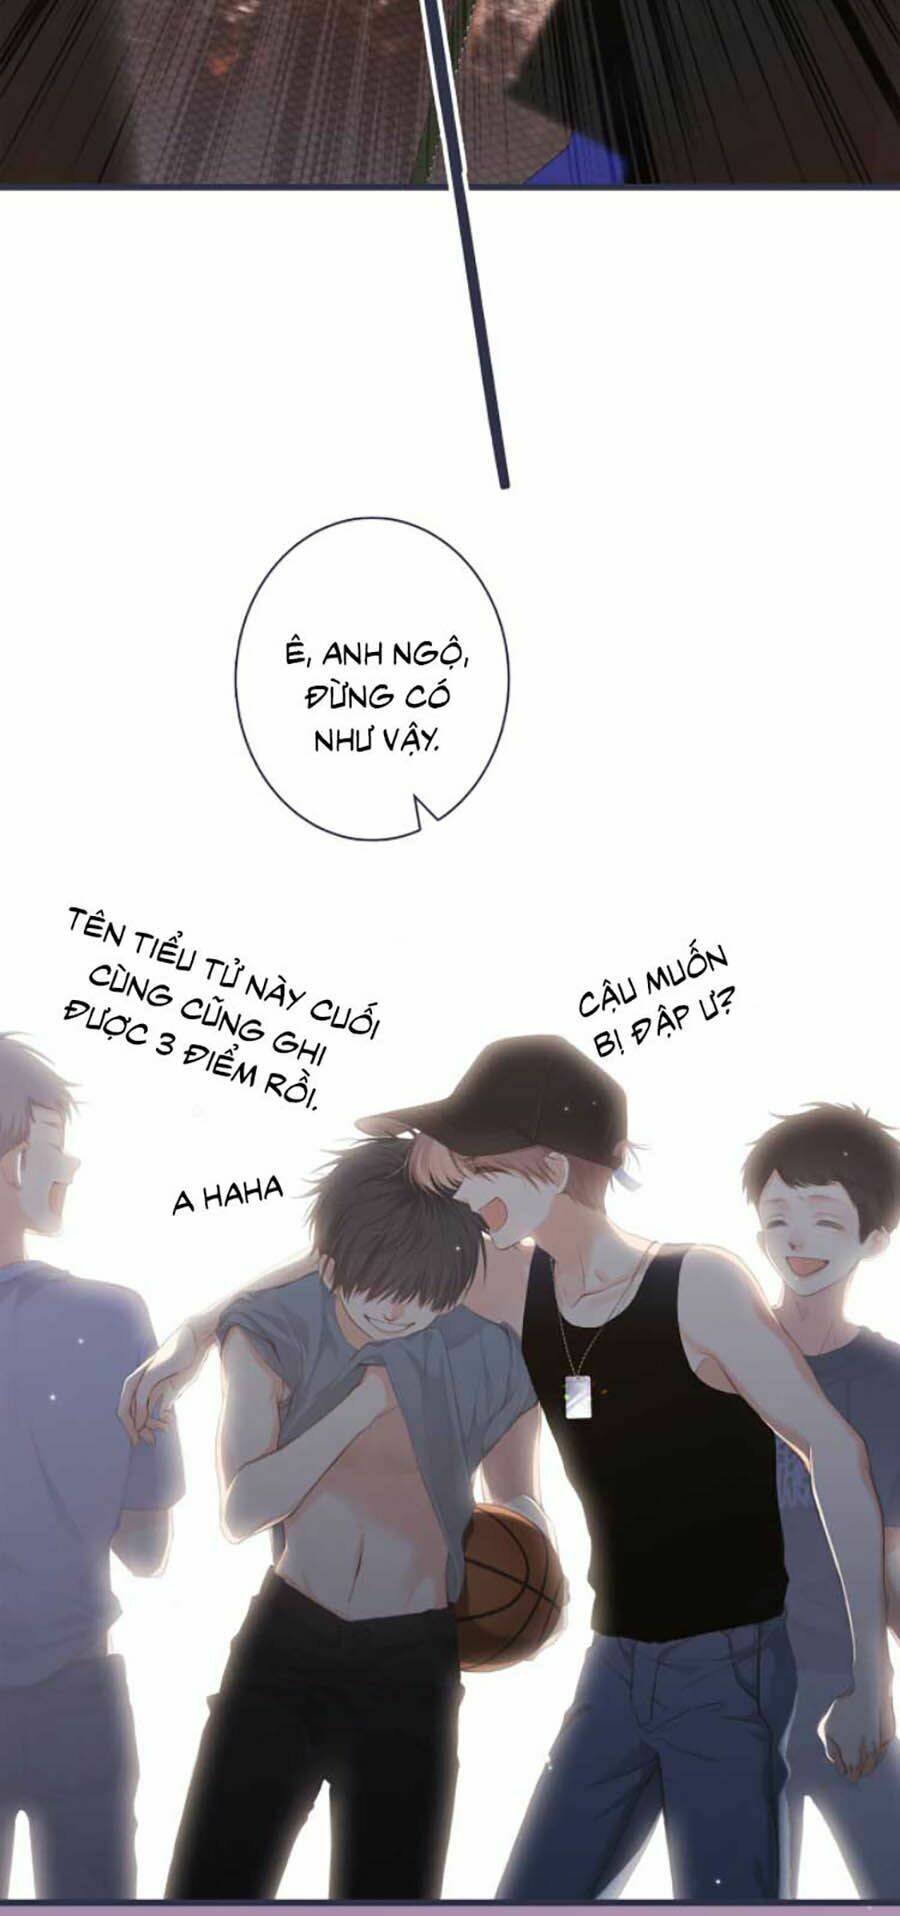 Ê, ANH NGỘ,
ĐỪNG CÓ
NHƯ VẬY.
TÊN TIỂU TỬ NÀY CUỐI
CÙNG CŨNG GHI
ĐƯỢC 3 ĐIỂM RỒI.
CẬU MUỐN
BỊ ĐẬP Ư?
A HAHA